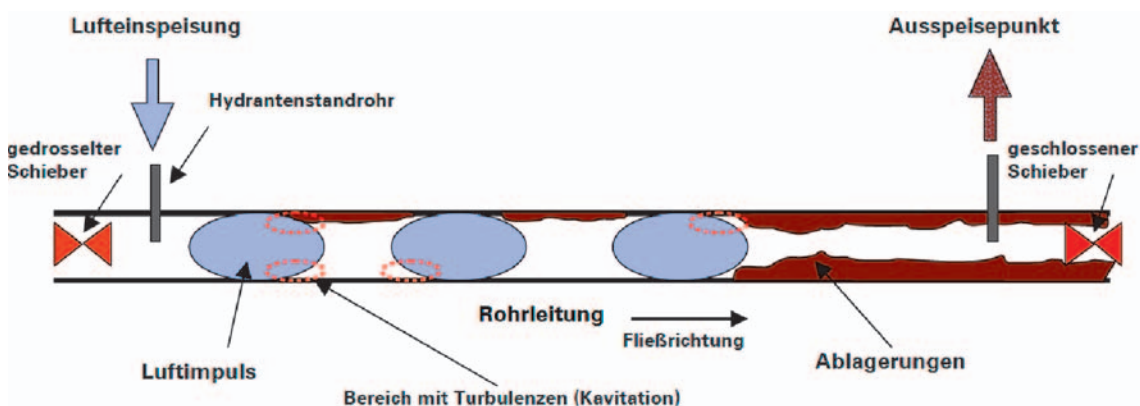 Lufteinspeisung
Ausspeisepunkt
Hydrantenstandrohr
gedrosselter
Schieber
geschlossener
Schieber
Rohrleitung
Fließrichtung
Luftimpuls
Ablagerungen
Bereich mit Turbulenzen (Kavitation)